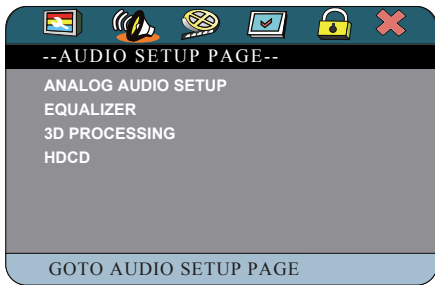 --AUDIO SETUP PAGE--
ANALOG AUDIO SETUP
EQUALIZER
3D PROCESSING
HDCD
GOTO AUDIO SETUP PAGE